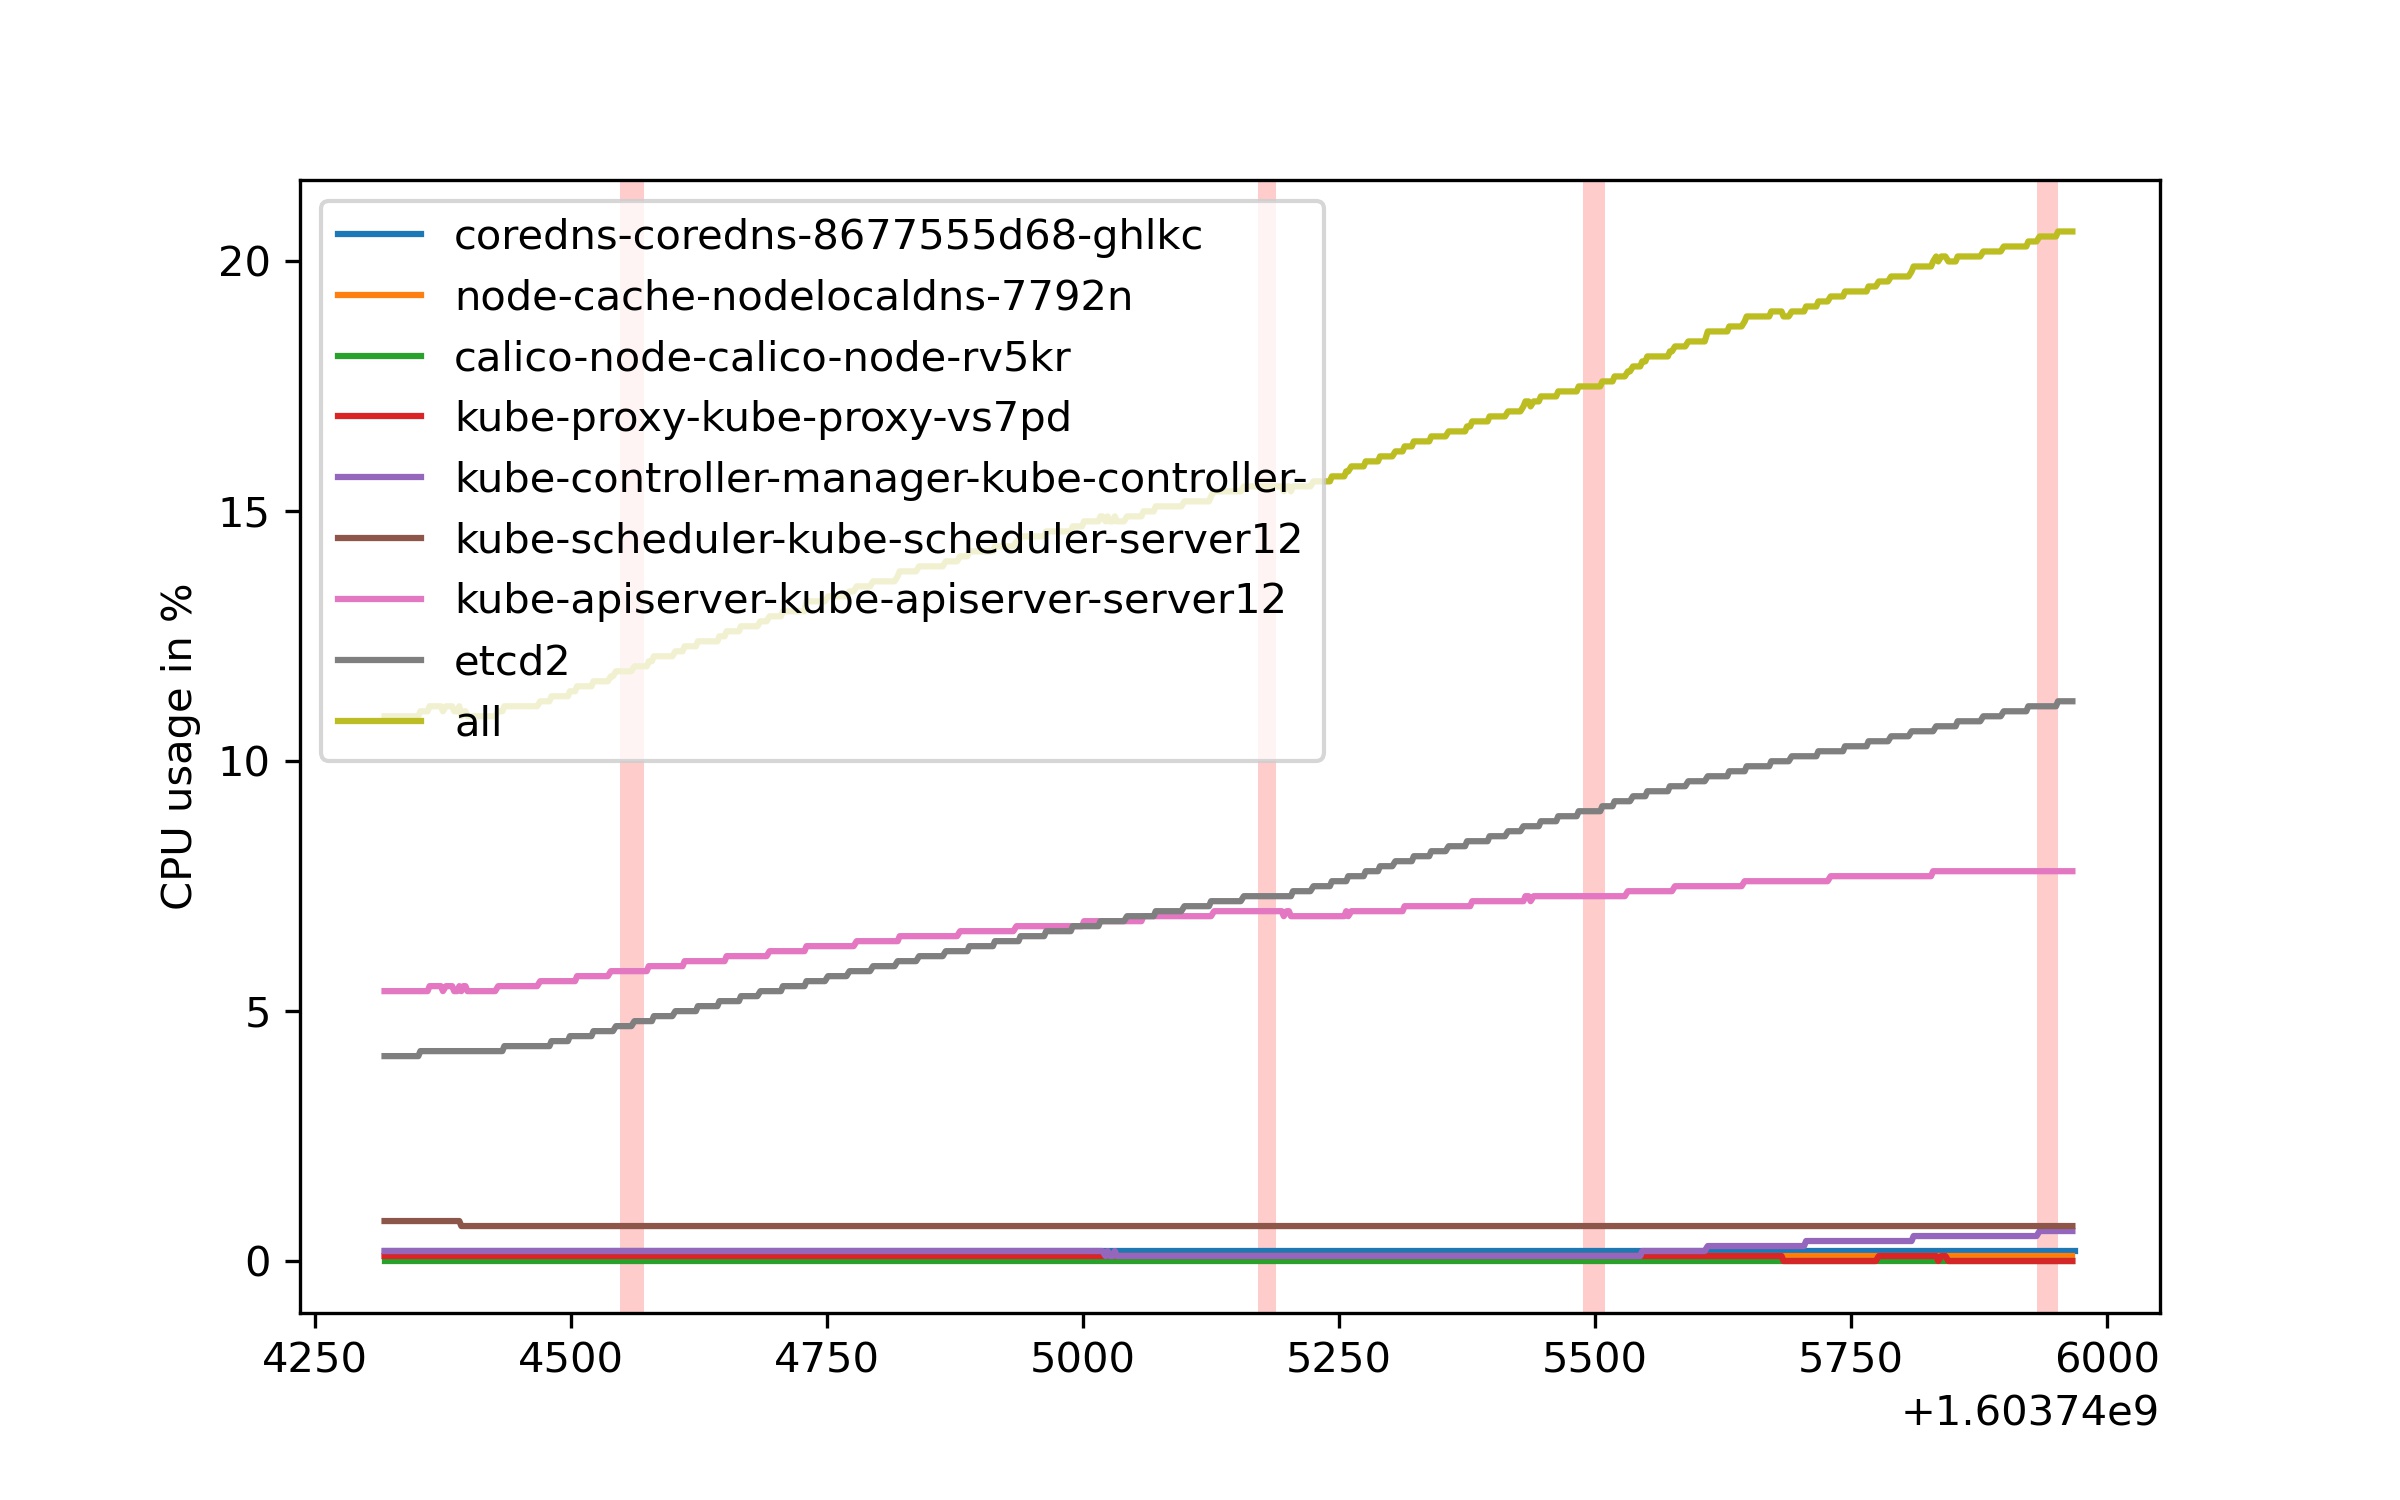 coredns-coredns-8677555d68-ghlkc
node-cache-nodelocaldns-7792n
calico-node-calico-node-rv5kr
kube-proxy-kube-proxy-vs7pd
kube-controller-manager-kube-controller-
kube-scheduler-kube-scheduler-server12
kube-apiserver-kube-apiserver-server12
etcd2
all
CPU usage in %
20
15
10
5
0
4250 4500 4750 5000 5250 5500 5750 6000
+1.60374e9